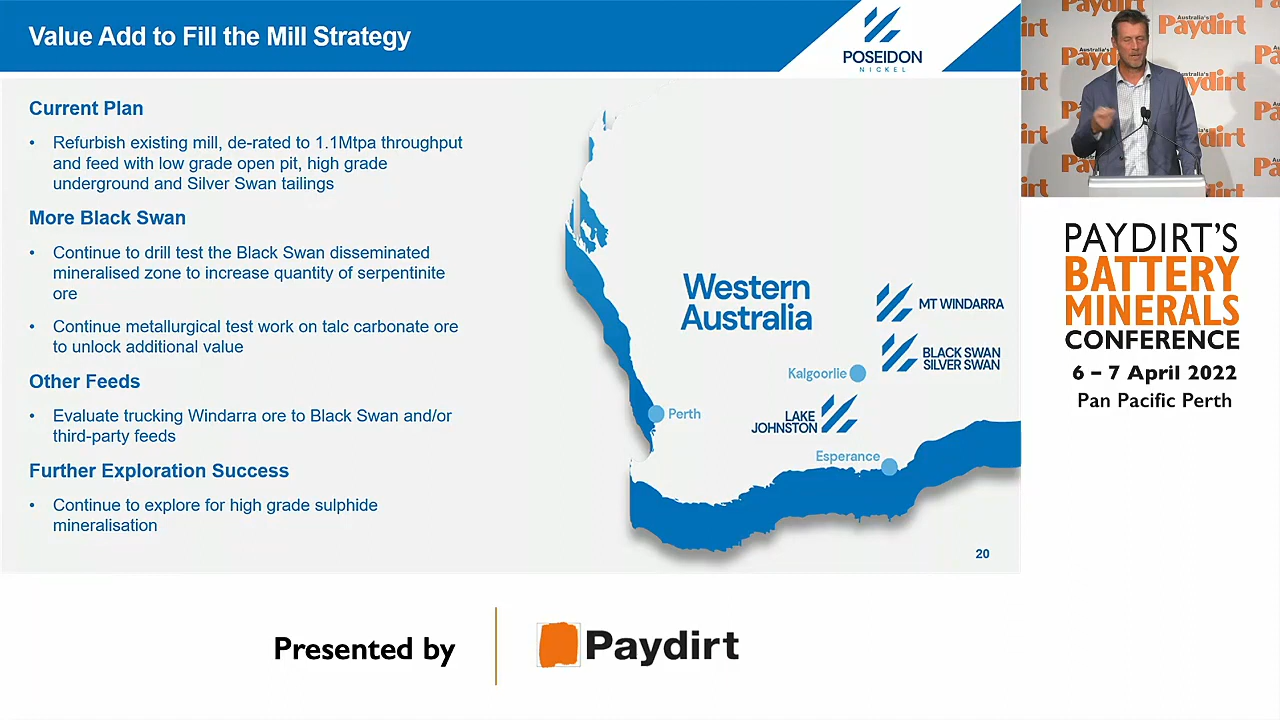 Value Add to Fill the Mill Strategy
POSEIDON
NICKEL
Current Plan
• Refurbish existing mill, de-rated to 1.1Mtpa throughput
and feed with low grade open pit, high grade
underground and Silver Swan tailings
More Black Swan
• Continue to drill test the Black Swan disseminated
mineralised zone to increase quantity of serpentinite
ore
• Continue metallurgical test work on talc carbonate ore
to unlock additional value
Other Feeds
• Evaluate trucking Windarra ore to Black Swan and/or
third-party feeds
Further Exploration Success
• Continue to explore for high grade sulphide
mineralisation
Western
Australia
MT WINDARRA
BLACK SWAN
SILVER SWAN
Kalgoorlie
Perth
LAKE
JOHNSTON
Esperance
20
Australia's
Paydirt
PAYDIRT'S
BATTERY
MINERALS
CONFERENCE
6 – 7 April 2022
Pan Pacific Perth
Presented by
Paydirt